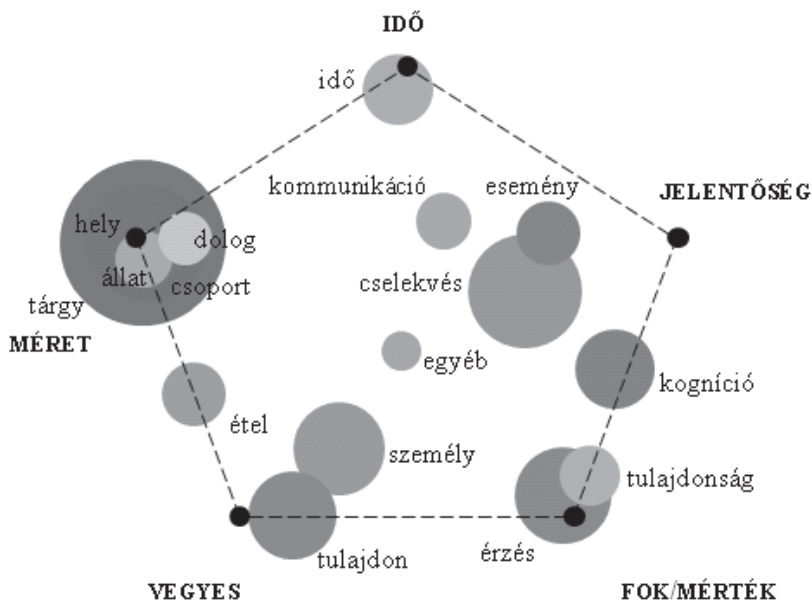 IDŐ
idő
kommunikáció
esemény
JELENTŐSÉG
hely
dolog
állat
csoport
cselekvés
tárgy
MÉRET
egyéb
kogníció
étel
személy
tulajdonság
tulajdon
érzés
VEGYES
FOK/MÉRTÉK